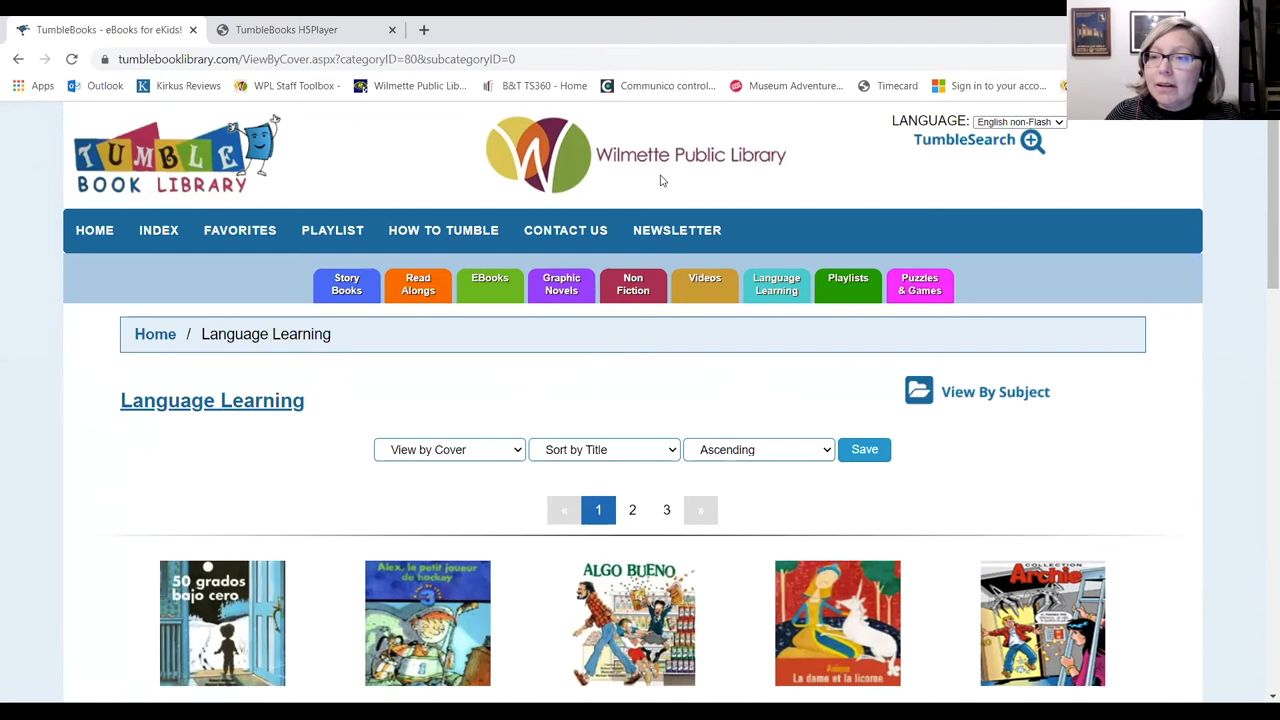 TumbleBooks - eBooks for eKids!
TumbleBooks H5Player
tumblebooklibrary.com/ViewByCover.aspx?categoryID=80&subcategoryID=0
Apps Outlook Kirkus Reviews WPL Staff Toolbox - Wilmette Public Lib... B&T TS360 - Home Communico control... Museum Adventure... Timecard Sign in to your acco...
TUMBLE
BOOK LIBRARY
Wilmette Public Library
LANGUAGE: English non-Flash
TumbleSearch
HOME INDEX FAVORITES PLAYLIST HOW TO TUMBLE CONTACT US NEWSLETTER
Story Books
Read Alongs
EBooks
Graphic Novels
Non Fiction
Videos
Language Learning
Playlists
Puzzles & Games
Home / Language Learning
Language Learning
View By Subject
View by Cover Sort by Title Ascending Save
« 1 2 3 »
50 grados
bajo cero
Alex, le petit joueur
de hockey
3
ALGO BUENO
La dame et la licorne
COLLECTION
Archie